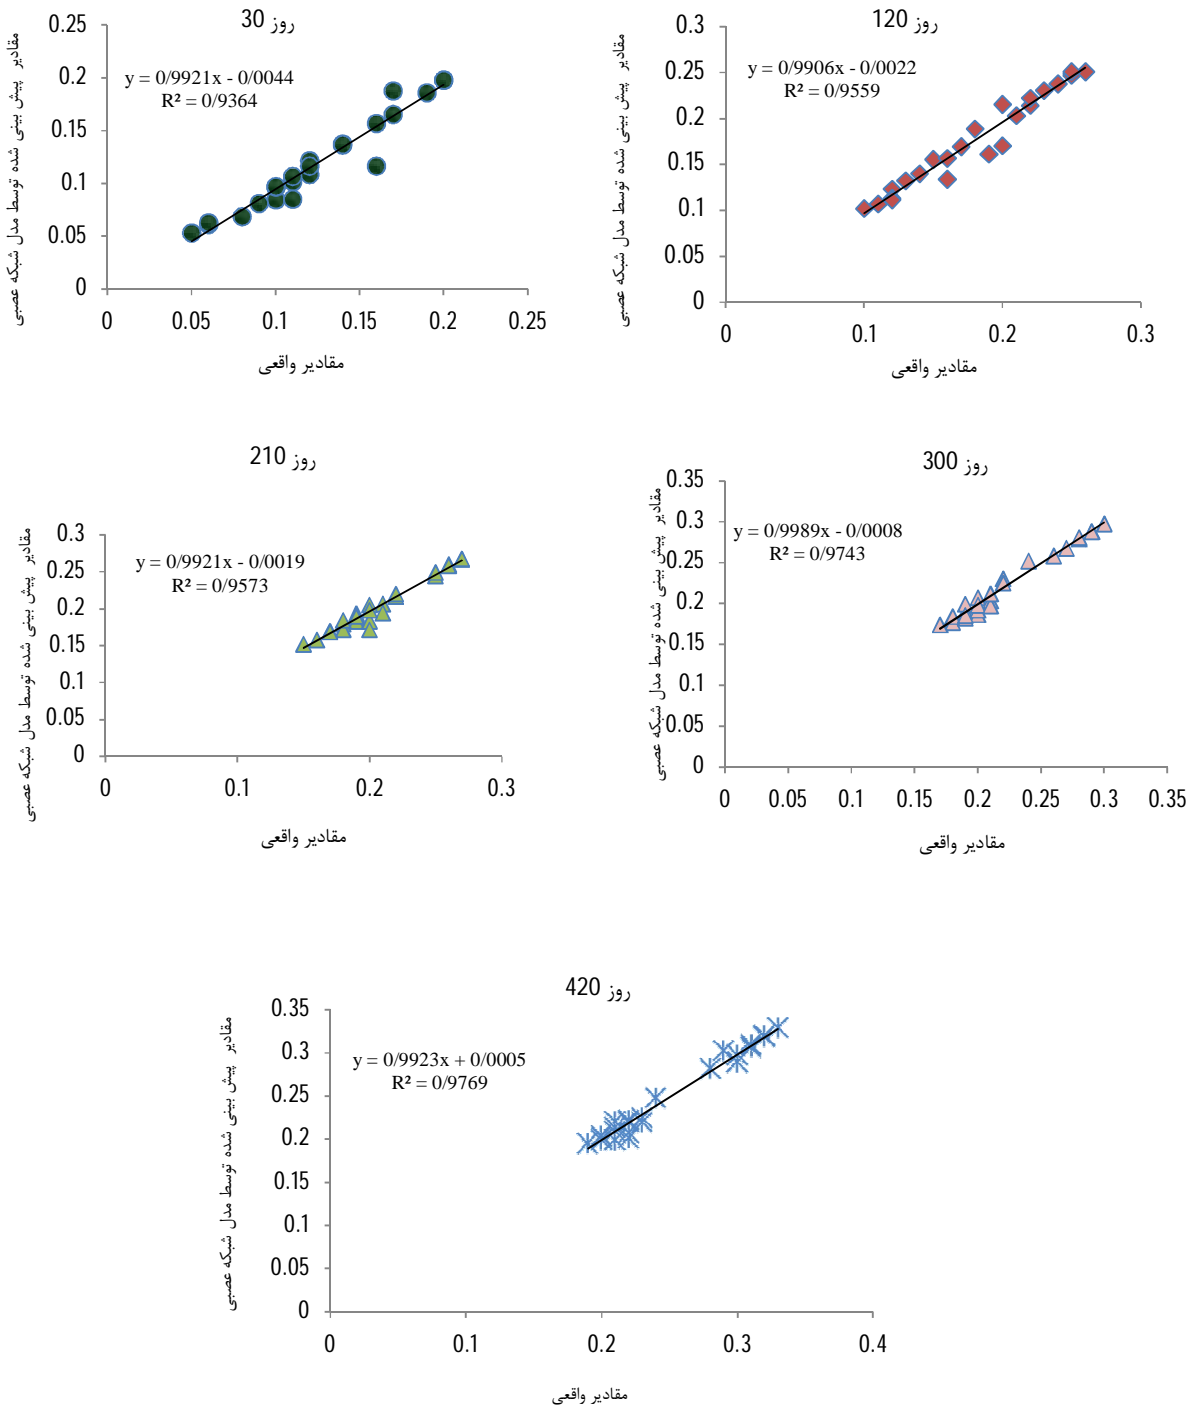 30 روز
0.25
0.2
0.15
0.1
0.05
0
y = 0/9921x - 0/0044
R² = 0/9364
0
0.05
0.1
0.15
0.2
0.25
مقادیر پیش بینی شده توسط مدل شبکه عصبی
مقادیر واقعی
120 روز
0.3
0.25
0.2
0.15
0.1
0.05
0
y = 0/9906x - 0/0022
R² = 0/9559
0
0.1
0.2
0.3
مقادیر پیش بینی شده توسط مدل شبکه عصبی
مقادیر واقعی
210 روز
0.3
0.25
0.2
0.15
0.1
0.05
0
y = 0/9921x - 0/0019
R² = 0/9573
0
0.1
0.2
0.3
مقادیر پیش بینی شده توسط مدل شبکه عصبی
مقادیر واقعی
300 روز
0.35
0.3
0.25
0.2
0.15
0.1
0.05
0
y = 0/9989x - 0/0008
R² = 0/9743
0
0.05
0.1
0.15
0.2
0.25
0.3
0.35
مقادیر پیش بینی شده توسط مدل شبکه عصبی
مقادیر واقعی
420 روز
0.35
0.3
0.25
0.2
0.15
0.1
0.05
0
y = 0/9923x + 0/0005
R² = 0/9769
0
0.1
0.2
0.3
0.4
مقادیر پیش بینی شده توسط مدل شبکه عصبی
مقادیر واقعی